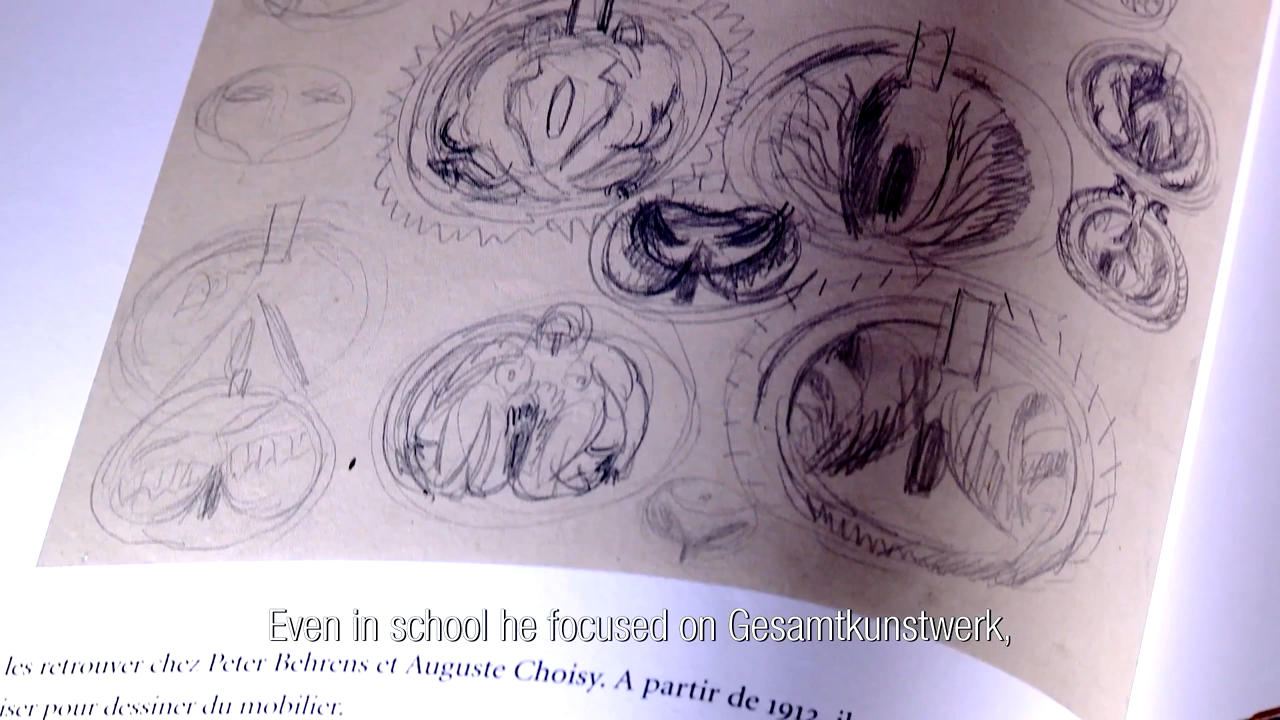 Even in school he focused on Gesamtkunstwerk,
les retrouver chez Peter Behrens et Auguste Choisy. A partir de 1912, il
iser pour dessiner du mobilier.